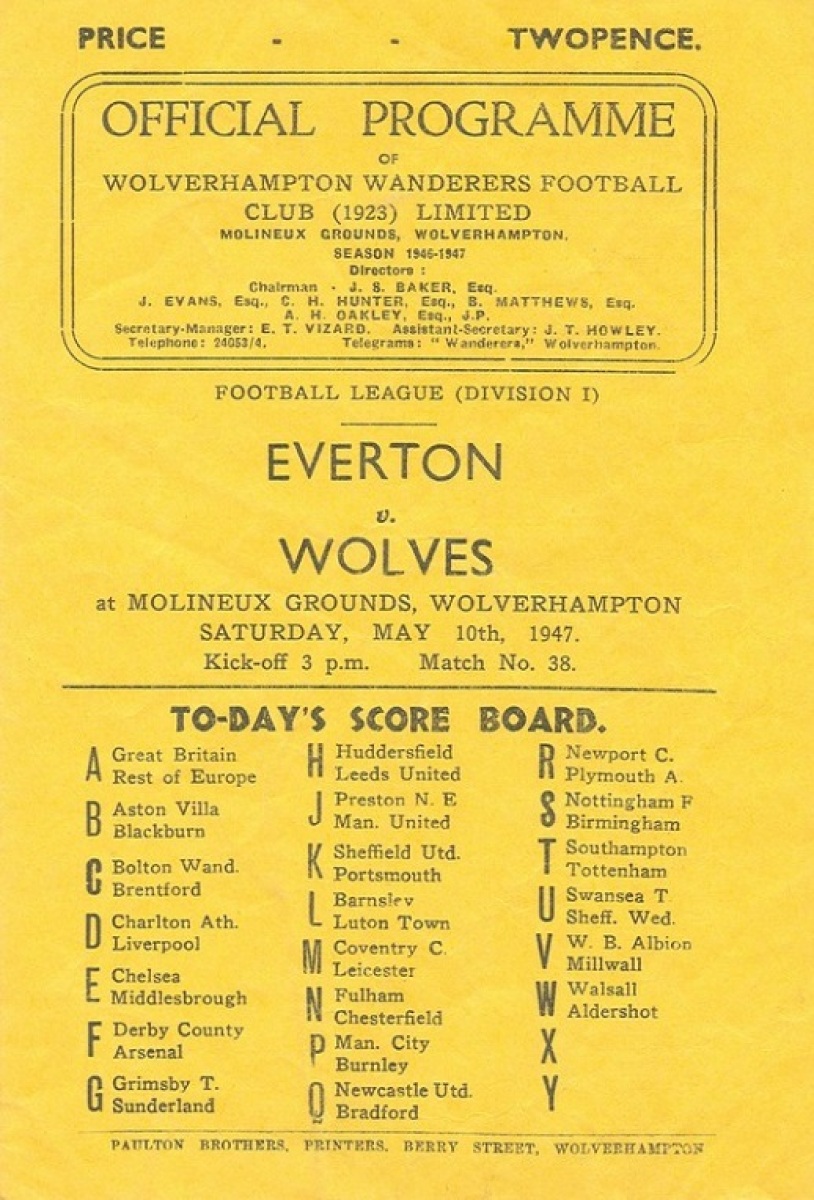 PRICE - - TWOPENCE.
OFFICIAL PROGRAMME
OF
WOLVERHAMPTON WANDERERS FOOTBALL
CLUB (1923) LIMITED
MOLINEUX GROUNDS, WOLVERHAMPTON.
SEASON 1946-1947
Directors :
Chairman - J. S. BAKER, Esq.
J. EVANS, Esq., C. H. HUNTER, Esq., B. MATTHEWS, Esq.
A. H. OAKLEY, Esq., J.P.
Secretary-Manager: E. T. VIZARD. Assistant-Secretary: J. T. HOWLEY.
Telephone: 24053/4. Telegrams: "Wanderers," Wolverhampton.
FOOTBALL LEAGUE (DIVISION I)
EVERTON
v.
WOLVES
at MOLINEUX GROUNDS, WOLVERHAMPTON
SATURDAY, MAY 10th, 1947.
Kick-off 3 p.m. Match No. 38.
TO-DAY'S SCORE BOARD.
A Great Britain
Rest of Europe
B Aston Villa
Blackburn
C Bolton Wand.
Brentford
D Charlton Ath.
Liverpool
E Chelsea
Middlesbrough
F Derby County
Arsenal
G Grimsby T.
Sunderland
H Huddersfield
Leeds United
J Preston N. E
Man. United
K Sheffield Utd.
Portsmouth
L Barnsley
Luton Town
M Coventry C.
Leicester
N Fulham
Chesterfield
P Man. City
Burnley
Q Newcastle Utd.
Bradford
R Newport C.
Plymouth A.
S Nottingham F
Birmingham
T Southampton
Tottenham
U Swansea T
Sheff. Wed.
V W. B. Albion
Millwall
W Walsall
Aldershot
X
Y
PAULTON BROTHERS, PRINTERS, BERRY STREET, WOLVERHAMPTON